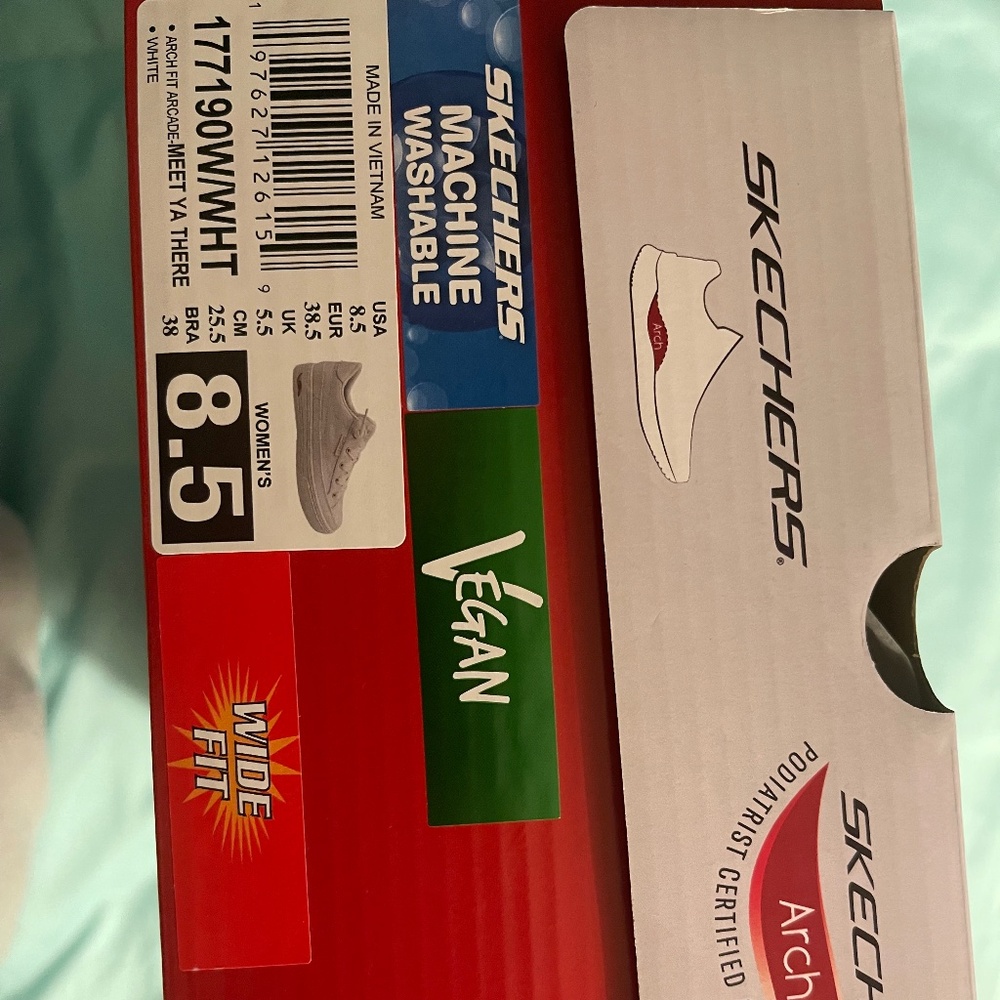 SKECHERS®
Arch
SKECH
PODIATRIST CERTIFIED
Arch
SKECHERS
MACHINE
WASHABLE
VEGAN
MADE IN VIETNAM
1 97627 12615 9
177190W/WHT
• ARCH FIT ARCADE-MEET YA THERE
• WHITE
USA
8.5
EUR
38.5
UK
5.5
CM
25.5
BRA
38
WOMEN'S
8.5
WIDE
FIT